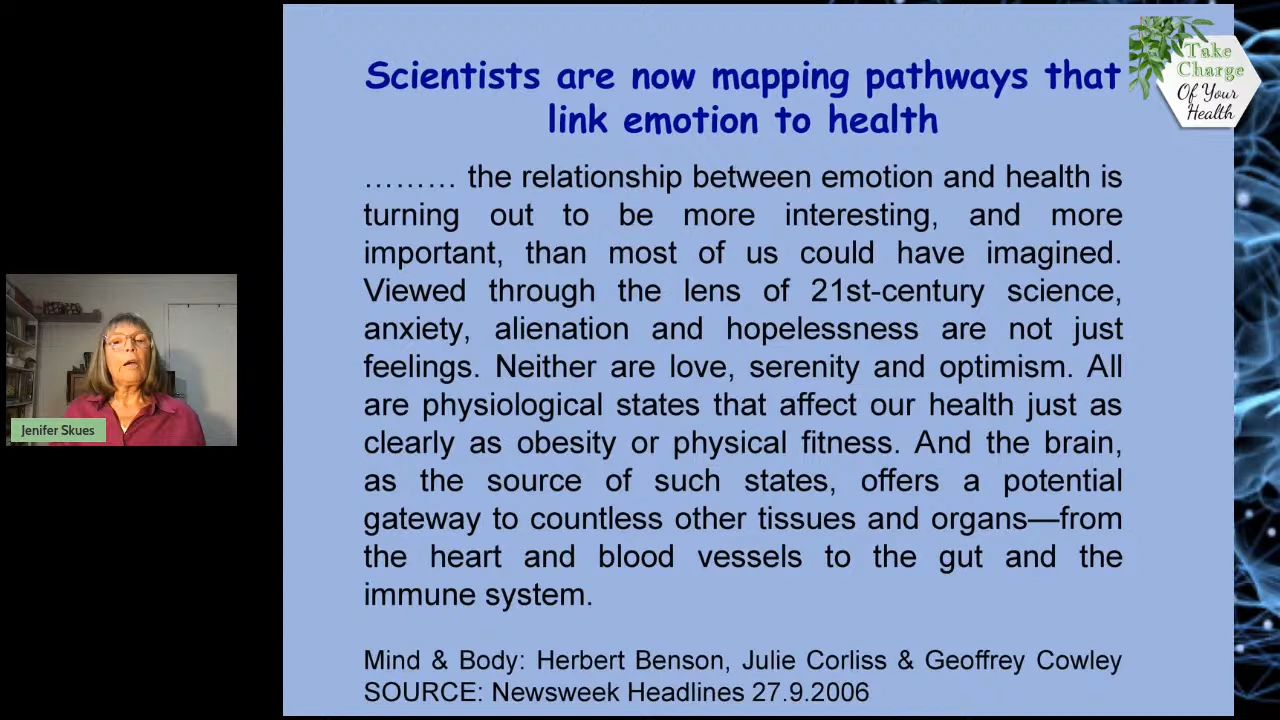 Scientists are now mapping pathways that
link emotion to health
Take
Charge
Of Your
Health
……… the relationship between emotion and health is
turning out to be more interesting, and more
important, than most of us could have imagined.
Viewed through the lens of 21st-century science,
anxiety, alienation and hopelessness are not just
feelings. Neither are love, serenity and optimism. All
are physiological states that affect our health just as
clearly as obesity or physical fitness. And the brain,
as the source of such states, offers a potential
gateway to countless other tissues and organs—from
the heart and blood vessels to the gut and the
immune system.
Mind & Body: Herbert Benson, Julie Corliss & Geoffrey Cowley
SOURCE: Newsweek Headlines 27.9.2006
Jenifer Skues